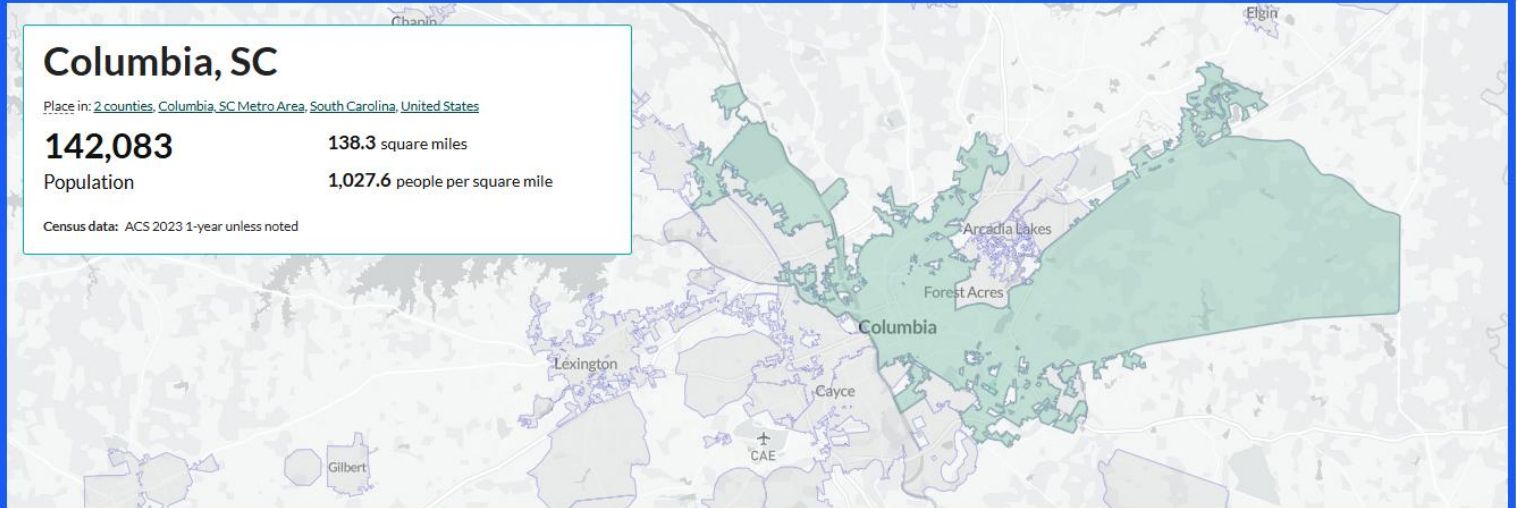 Chapin
Elgin
Columbia, SC
Place in: 2 counties, Columbia, SC Metro Area, South Carolina, United States
142,083
Population
138.3 square miles
1,027.6 people per square mile
Census data: ACS 2023 1-year unless noted
Arcadia Lakes
Forest Acres
Columbia
Lexington
Cayce
CAE
Gilbert